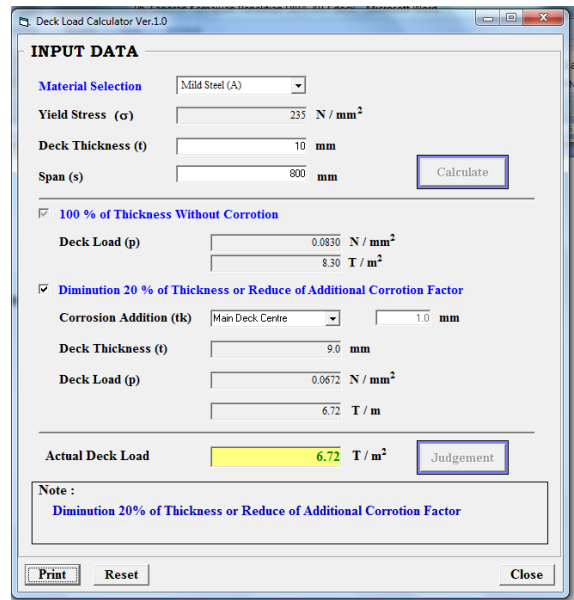 Deck Load Calculator Ver.1.0
INPUT DATA
Material Selection Mild Steel (A)
Yield Stress (σ) 235 N / mm²
Deck Thickness (t) 10 mm
Span (s) 800 mm
Calculate
100 % of Thickness Without Corrotion
Deck Load (p) 0.0830 N / mm²
8.30 T / m²
Diminution 20 % of Thickness or Reduce of Additional Corrotion Factor
Corrosion Addition (tk) Main Deck Centre 1.0 mm
Deck Thickness (t) 9.0 mm
Deck Load (p) 0.0672 N / mm²
6.72 T / m
Actual Deck Load 6.72 T / m²
Judgement
Note :
Diminution 20% of Thickness or Reduce of Additional Corrotion Factor
Print Reset Close